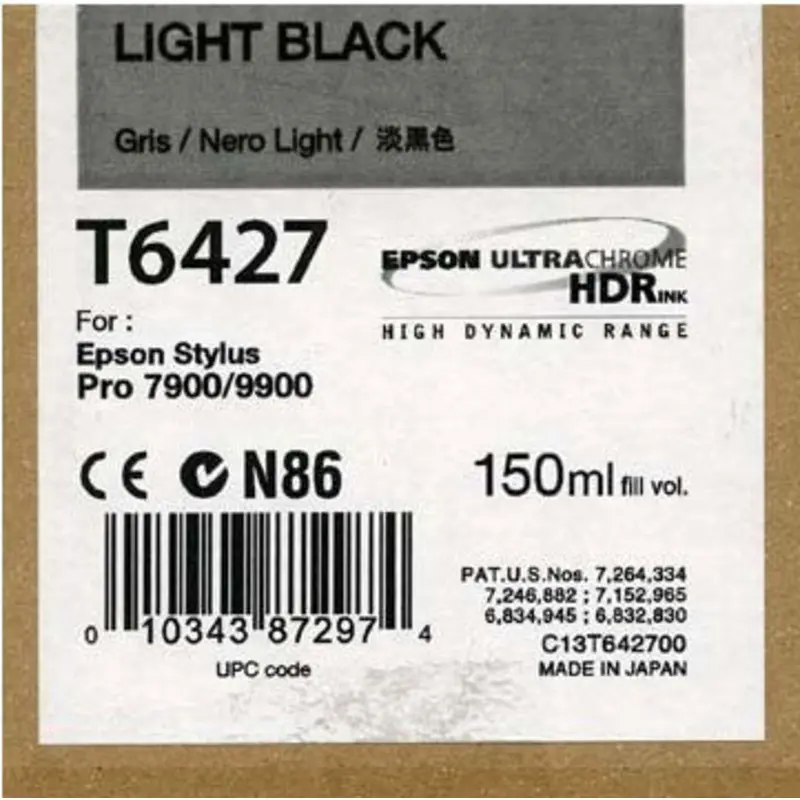 LIGHT BLACK
Gris / Nero Light / 淡黑色
T6427
EPSON ULTRACHROME
HDR INK
HIGH DYNAMIC RANGE
For :
Epson Stylus
Pro 7900/9900
CE N86
150ml fill vol.
PAT.U.S.Nos. 7,264,334
7,246,882 ; 7,152,965
6,834,945 ; 6,832,830
C13T642700
MADE IN JAPAN
0 10343 87297 4
UPC code